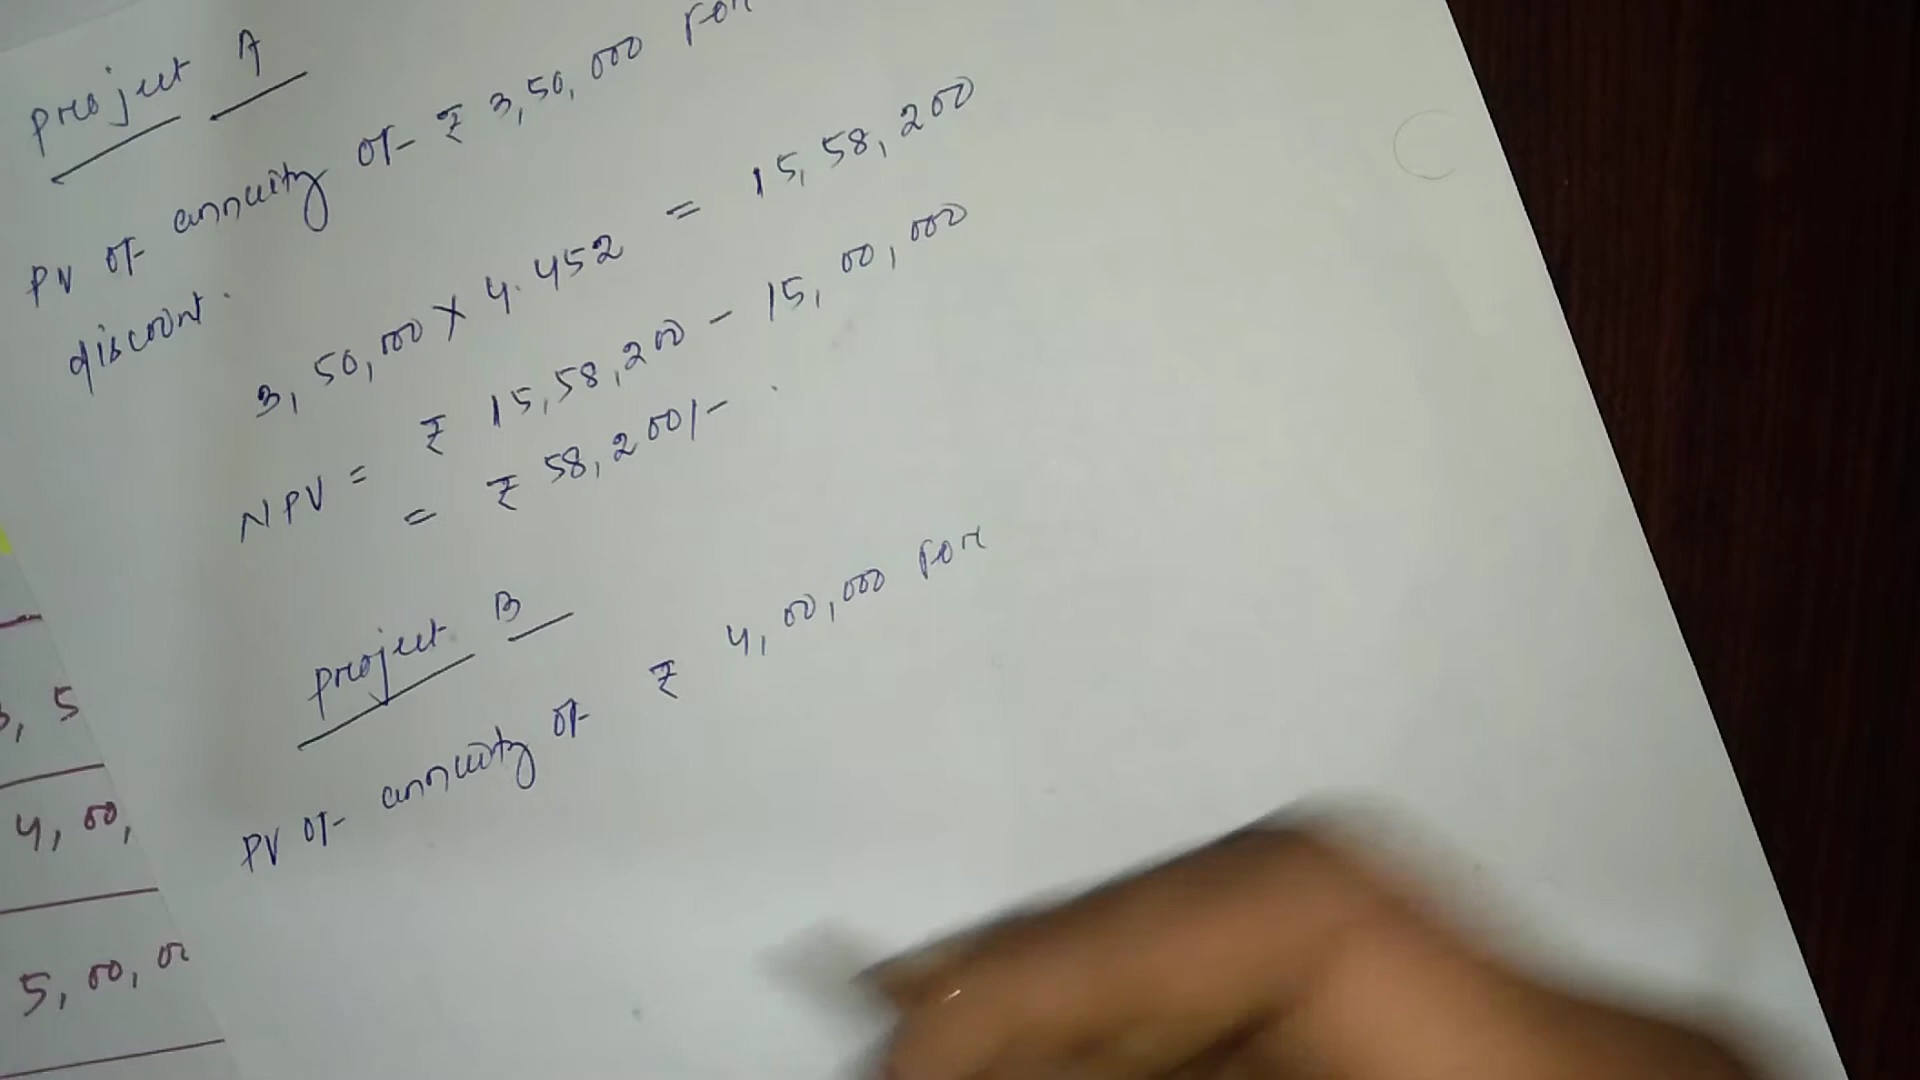 Project A
PV of annuity of ₹ 3,50,000 For
discount.
3,50,000 × 4.452 = 15,58,200
NPV = ₹ 15,58,200 - 15,00,000
= ₹ 58,200/-
Project B
PV of annuity of ₹ 4,00,000 For
, 5
4,00,
5,00,0